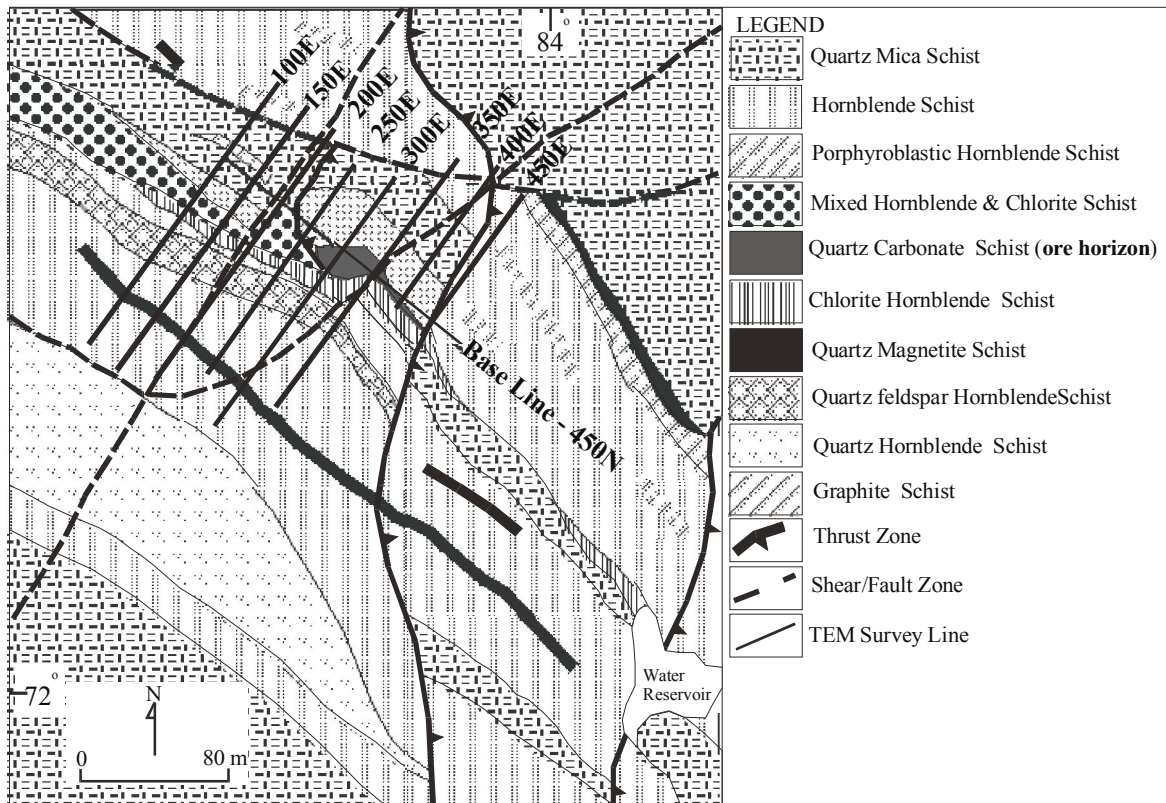 84°
100E
150E
200E
250E
300E
350E
400E
450E
Base Line - 450N
72°
N
0 80 m
Water
Reservoir
LEGEND
Quartz Mica Schist
Hornblende Schist
Porphyroblastic Hornblende Schist
Mixed Hornblende & Chlorite Schist
Quartz Carbonate Schist (ore horizon)
Chlorite Hornblende Schist
Quartz Magnetite Schist
Quartz feldspar HornblendeSchist
Quartz Hornblende Schist
Graphite Schist
Thrust Zone
Shear/Fault Zone
TEM Survey Line